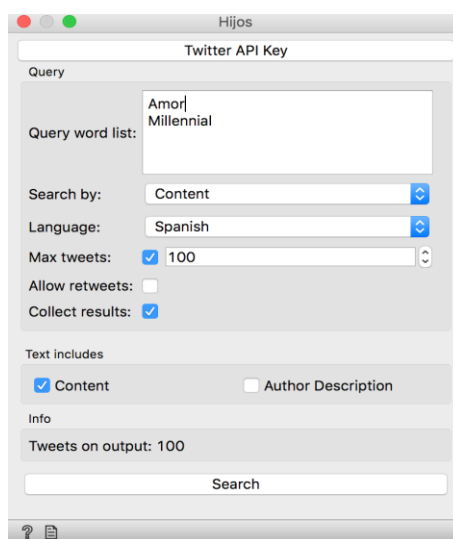 Hijos
Twitter API Key
Query
Query word list:
Amor
Millennial
Search by: Content
Language: Spanish
Max tweets: 100
Allow retweets:
Collect results:
Text includes
Content Author Description
Info
Tweets on output: 100
Search
?